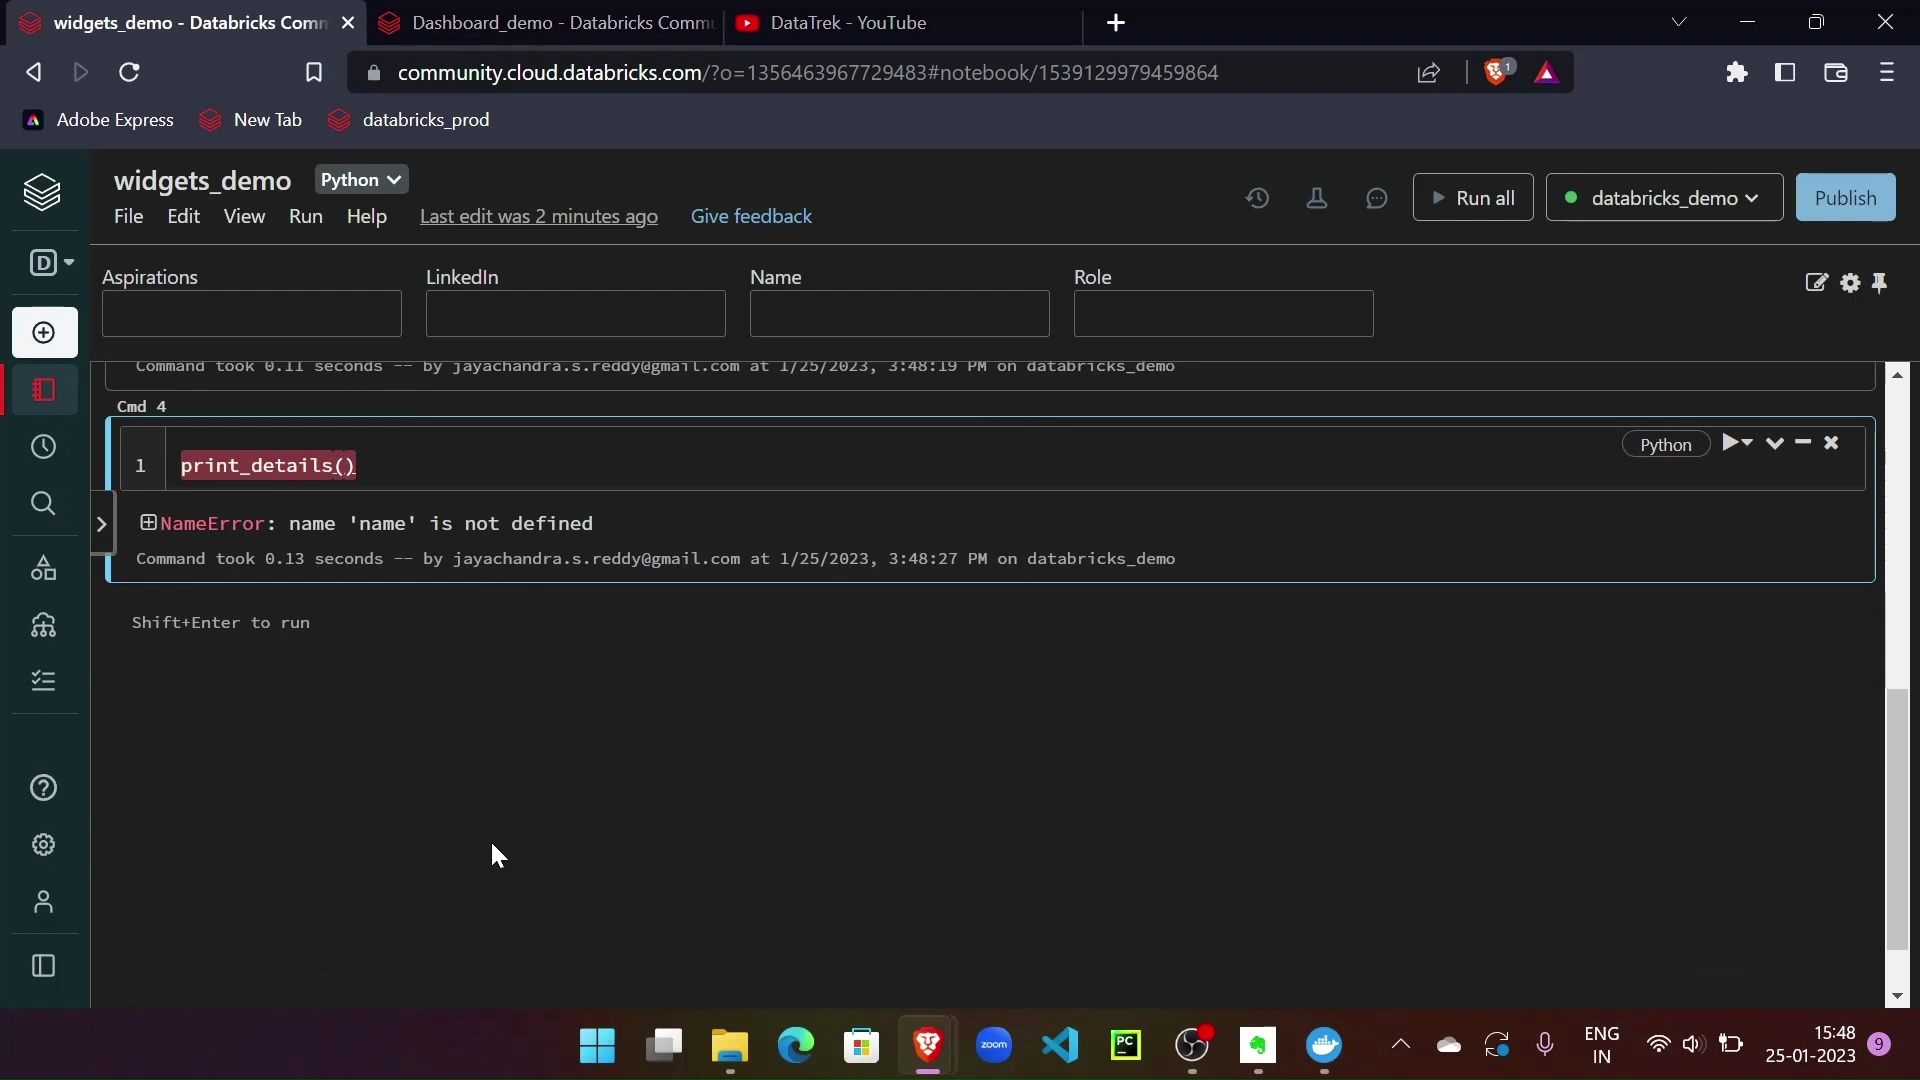 widgets_demo - Databricks Comm
Dashboard_demo - Databricks Commu
DataTrek - YouTube
community.cloud.databricks.com/?o=1356463967729483#notebook/1539129979459864
1
Adobe Express
New Tab
databricks_prod
widgets_demo
Python
File
Edit
View
Run
Help
Last edit was 2 minutes ago
Give feedback
Run all
databricks_demo
Publish
D
Aspirations
LinkedIn
Name
Role
Command took 0.11 seconds -- by jayachandra.s.reddy@gmail.com at 1/25/2023, 3:48:19 PM on databricks_demo
Cmd 4
1
print_details()
Python
NameError: name 'name' is not defined
Command took 0.13 seconds -- by jayachandra.s.reddy@gmail.com at 1/25/2023, 3:48:27 PM on databricks_demo
Shift+Enter to run
zoom
PC
ENG
IN
15:48
25-01-2023
9